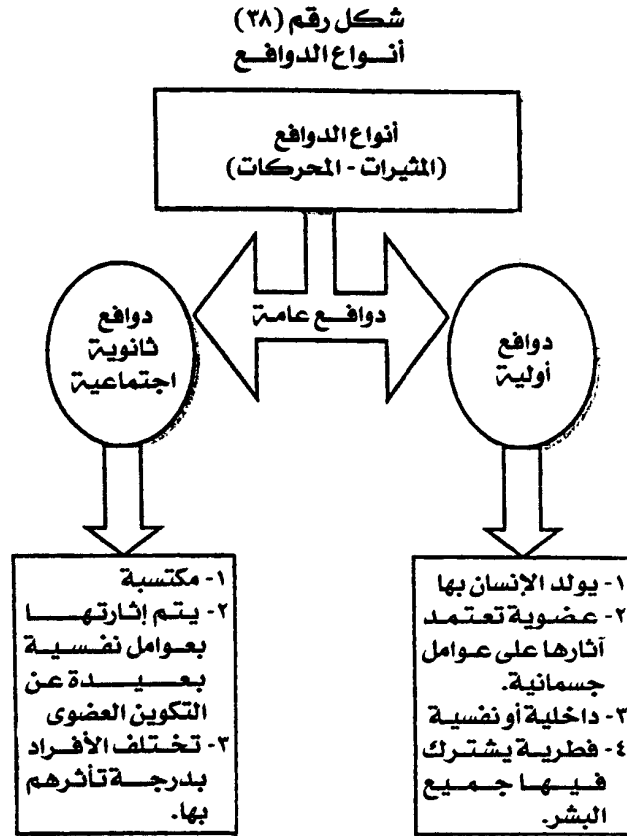 شكل رقم (٣٨)
أنواع الدوافع
أنواع الدوافع
(المثيرات - المحركات)
دوافع عامة
دوافع
أولية
دوافع
ثانوية
اجتماعية
١- يولد الإنسان بها
٢- عضوية تعتمد
آثارها على عوامل
جسمانية.
٣- داخلية أو نفسية
٤- فطرية يشترك
فيها جميع
البشر.
١- مكتسبة
٢- يتم إثارتها
بعوامل نفسية
بعيدة عن
التكوين العضوى
٣- تختلف الأفراد
بدرجة تأثرهم
بها.